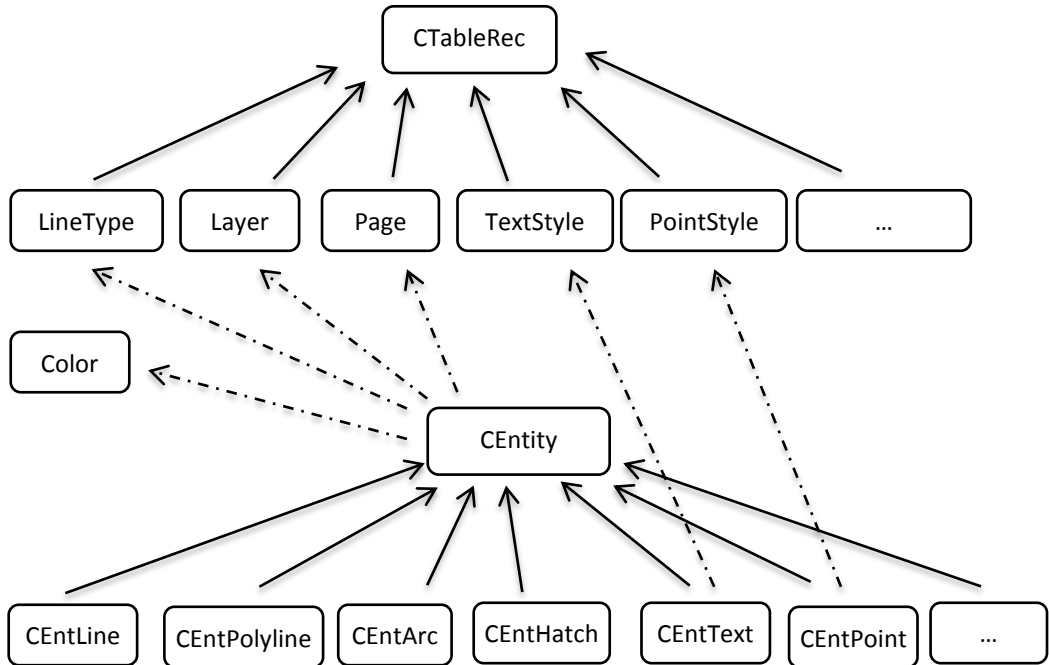 CTableRec
LineType
Layer
Page
TextStyle
PointStyle
...
Color
CEntity
CEntLine
CEntPolyline
CEntArc
CEntHatch
CEntText
CEntPoint
...